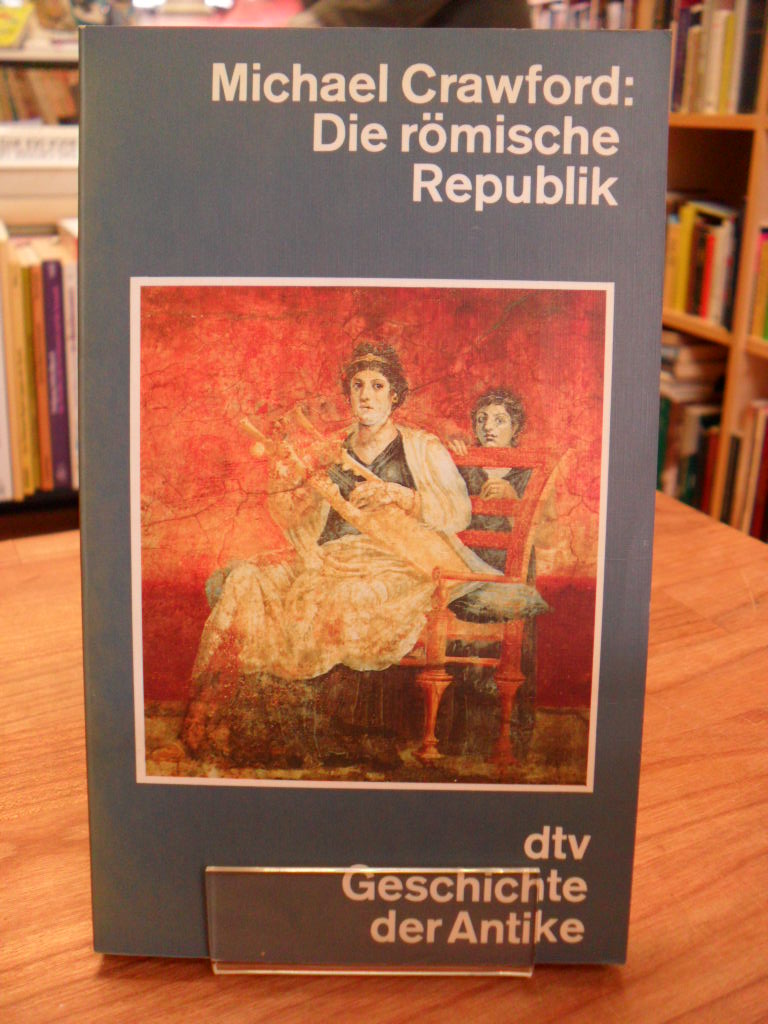 Michael Crawford:
Die römische
Republik
dtv
Geschichte
der Antike